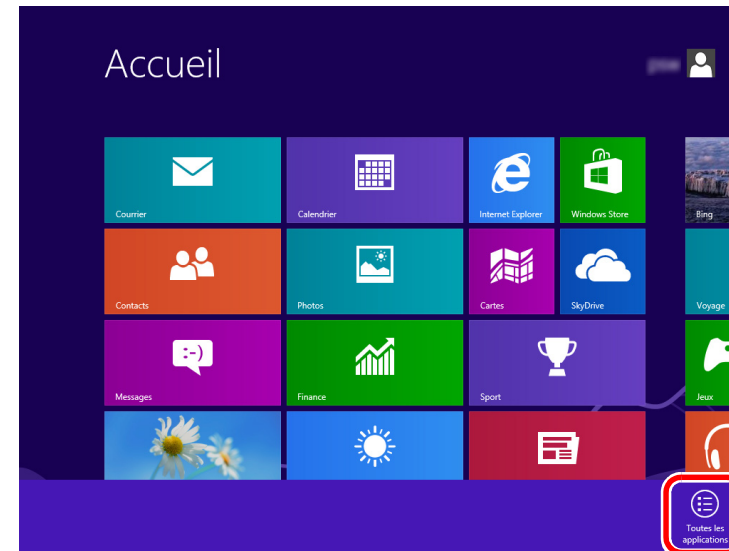 Accueil
Courrier
Calendrier
Internet Explorer
Windows Store
Bing
Contacts
Photos
Cartes
SkyDrive
Voyage
:-)
Messages
Finance
Sport
Jeux
Toutes les
applications